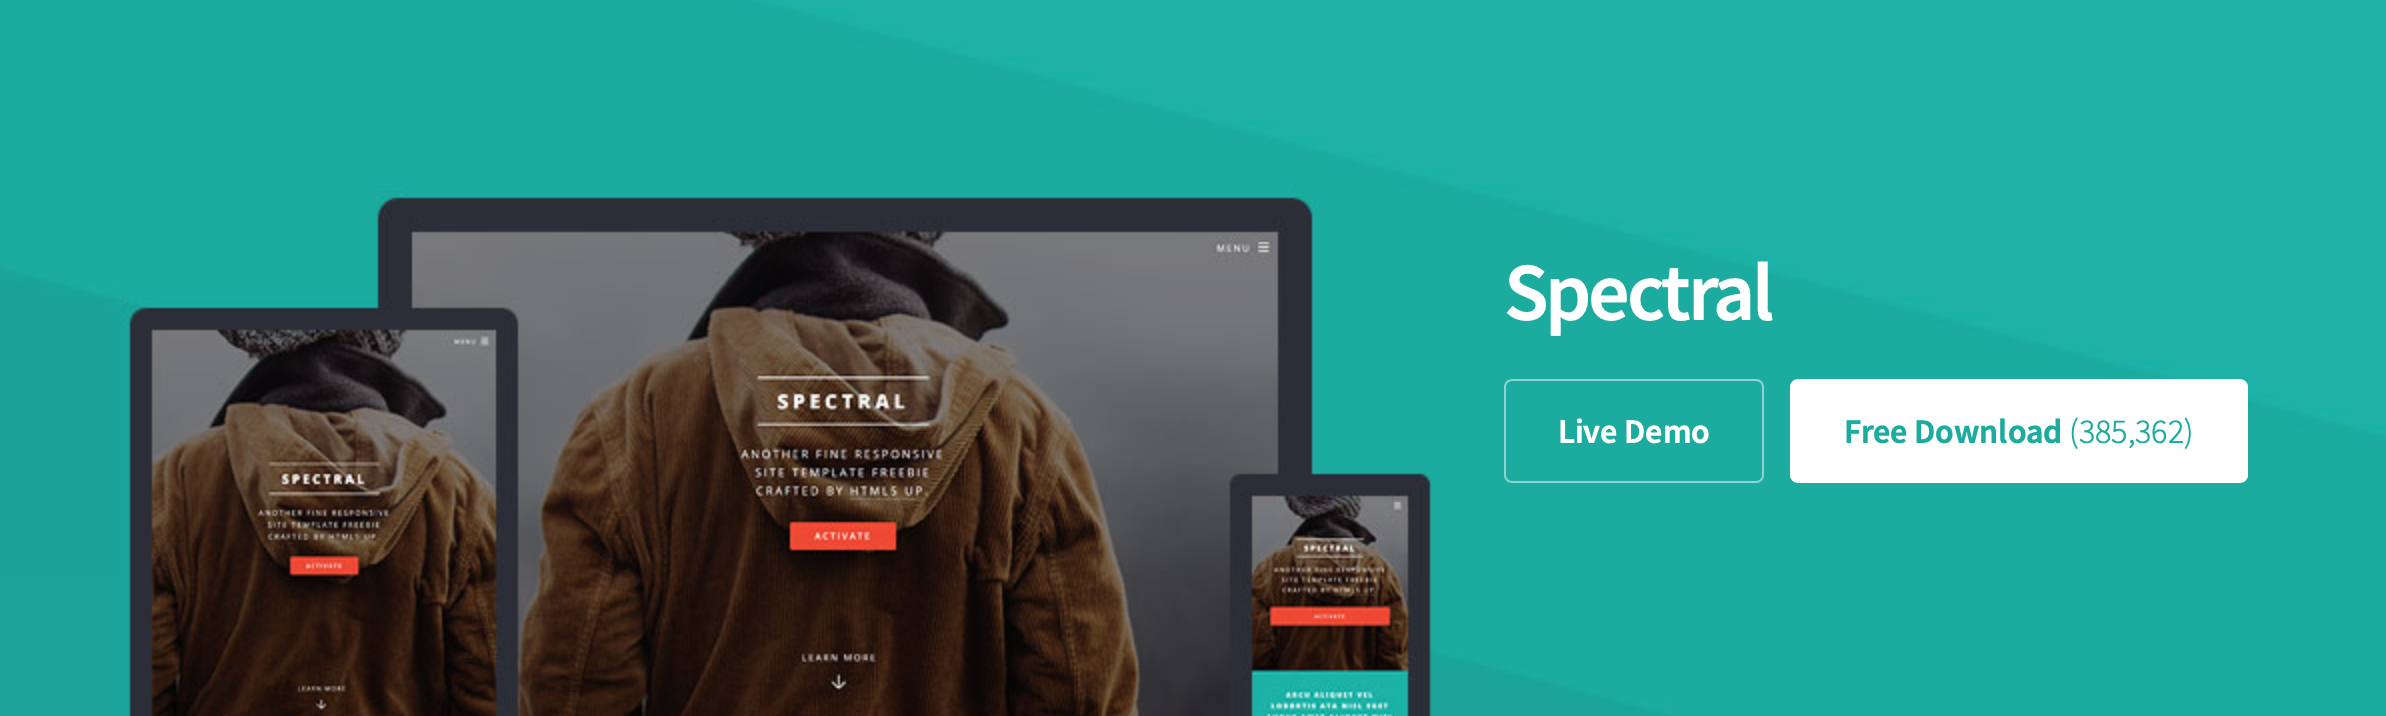 MENU
SPECTRAL
ANOTHER FINE RESPONSIVE
SITE TEMPLATE FREEBIE
CRAFTED BY HTML5 UP.
ACTIVATE
LEARN MORE
MENU
SPECTRAL
ANOTHER FINE RESPONSIVE
SITE TEMPLATE FREEBIE
CRAFTED BY HTML5 UP.
ACTIVATE
LEARN MORE
SPECTRAL
ANOTHER FINE RESPONSIVE
SITE TEMPLATE FREEBIE
CRAFTED BY HTML5 UP.
ACTIVATE
ARCU ALIQUET VEL
LOBORTIS ATA NISL EGET
Spectral
Live Demo
Free Download (385,362)